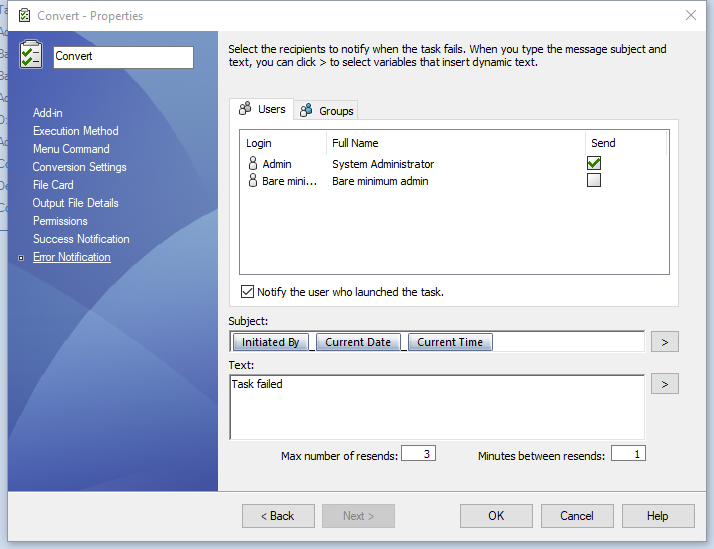 Convert - Properties
Convert
Select the recipients to notify when the task fails. When you type the message subject and
text, you can click > to select variables that insert dynamic text.
Add-in
Execution Method
Menu Command
Conversion Settings
File Card
Output File Details
Permissions
Success Notification
Error Notification
Users Groups
Login Full Name Send
Admin System Administrator
Bare mini... Bare minimum admin
Notify the user who launched the task.
Subject:
Initiated By _ Current Date _ Current Time >
Text:
Task failed >
Max number of resends: 3 Minutes between resends: 1
< Back Next > OK Cancel Help